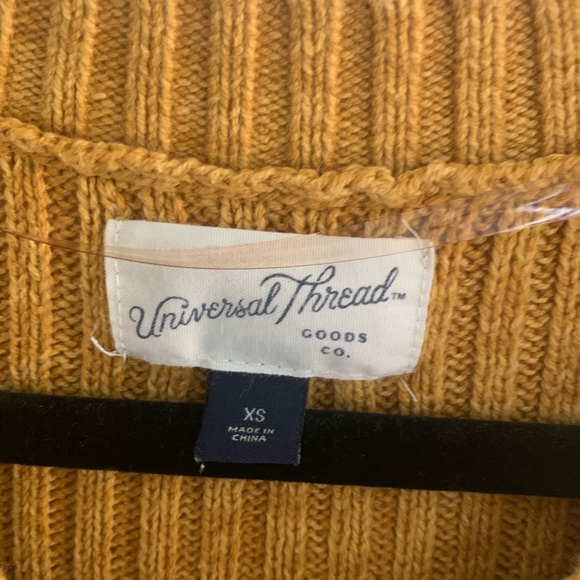 Universal Thread™
GOODS
CO.
XS
MADE IN
CHINA